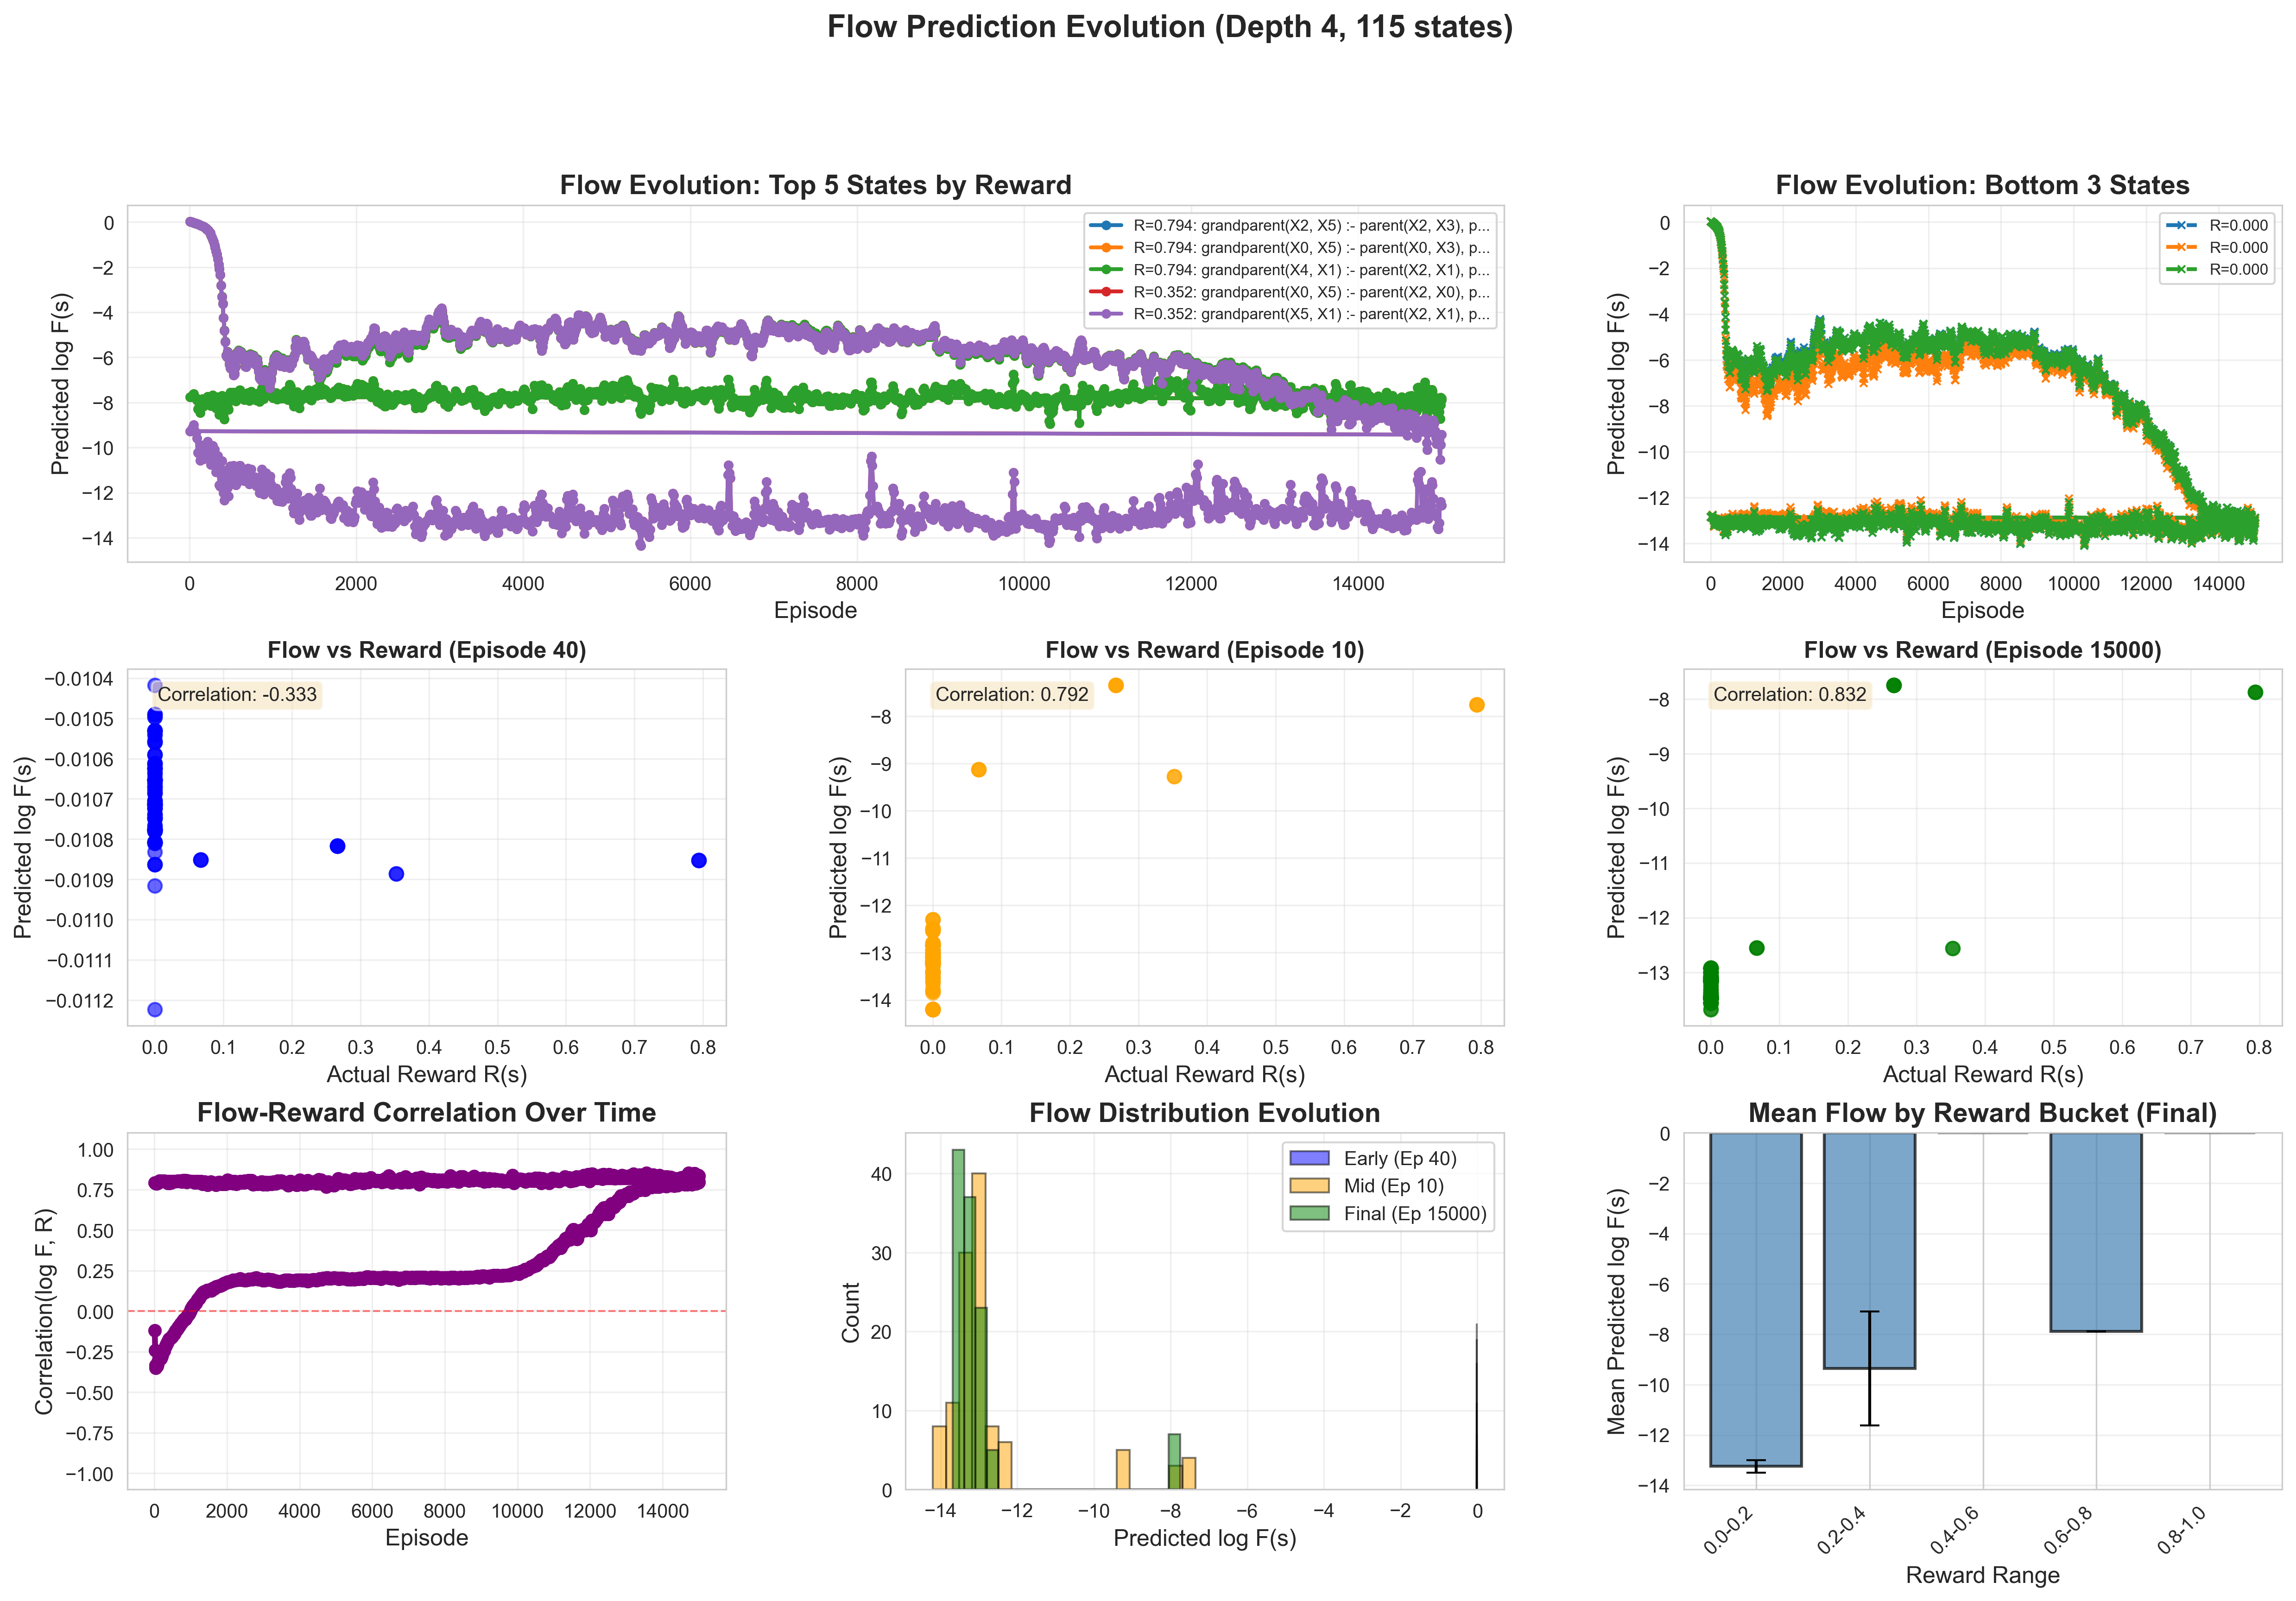 Flow Prediction Evolution (Depth 4, 115 states)
Flow Evolution: Top 5 States by Reward
Predicted log F(s)
0
−2
−4
−6
−8
−10
−12
−14
R=0.794: grandparent(X2, X5) :- parent(X2, X3), p...
R=0.794: grandparent(X0, X5) :- parent(X0, X3), p...
R=0.794: grandparent(X4, X1) :- parent(X2, X1), p...
R=0.352: grandparent(X0, X5) :- parent(X2, X0), p...
R=0.352: grandparent(X5, X1) :- parent(X2, X1), p...
0 2000 4000 6000 8000 10000 12000 14000
Episode
Flow Evolution: Bottom 3 States
Predicted log F(s)
0
−2
−4
−6
−8
−10
−12
−14
R=0.000
R=0.000
R=0.000
0 2000 4000 6000 8000 10000 12000 14000
Episode
Flow vs Reward (Episode 40)
Predicted log F(s)
−0.0104
−0.0105
−0.0106
−0.0107
−0.0108
−0.0109
−0.0110
−0.0111
−0.0112
Correlation: -0.333
0.0 0.1 0.2 0.3 0.4 0.5 0.6 0.7 0.8
Actual Reward R(s)
Flow vs Reward (Episode 10)
Predicted log F(s)
−8
−9
−10
−11
−12
−13
−14
Correlation: 0.792
0.0 0.1 0.2 0.3 0.4 0.5 0.6 0.7 0.8
Actual Reward R(s)
Flow vs Reward (Episode 15000)
Predicted log F(s)
−8
−9
−10
−11
−12
−13
Correlation: 0.832
0.0 0.1 0.2 0.3 0.4 0.5 0.6 0.7 0.8
Actual Reward R(s)
Flow-Reward Correlation Over Time
Correlation(log F, R)
1.00
0.75
0.50
0.25
0.00
−0.25
−0.50
−0.75
−1.00
0 2000 4000 6000 8000 10000 12000 14000
Episode
Flow Distribution Evolution
Count
40
30
20
10
0
Early (Ep 40)
Mid (Ep 10)
Final (Ep 15000)
−14 −12 −10 −8 −6 −4 −2 0
Predicted log F(s)
Mean Flow by Reward Bucket (Final)
Mean Predicted log F(s)
0
−2
−4
−6
−8
−10
−12
−14
0.0-0.2 0.2-0.4 0.4-0.6 0.6-0.8 0.8-1.0
Reward Range